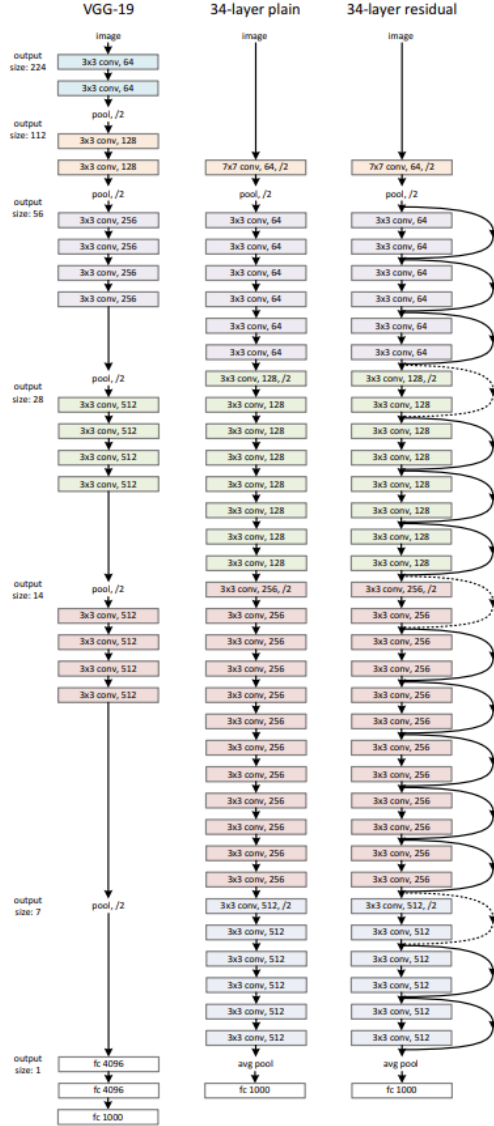 output
size: 224
output
size: 112
output
size: 56
output
size: 28
output
size: 14
output
size: 7
output
size: 1
VGG-19
image
3x3 conv, 64
3x3 conv, 64
pool, /2
3x3 conv, 128
3x3 conv, 128
pool, /2
3x3 conv, 256
3x3 conv, 256
3x3 conv, 256
3x3 conv, 256
pool, /2
3x3 conv, 512
3x3 conv, 512
3x3 conv, 512
3x3 conv, 512
pool, /2
3x3 conv, 512
3x3 conv, 512
3x3 conv, 512
3x3 conv, 512
pool, /2
fc 4096
fc 4096
fc 1000
34-layer plain
image
7x7 conv, 64, /2
pool, /2
3x3 conv, 64
3x3 conv, 64
3x3 conv, 64
3x3 conv, 64
3x3 conv, 64
3x3 conv, 64
3x3 conv, 128, /2
3x3 conv, 128
3x3 conv, 128
3x3 conv, 128
3x3 conv, 128
3x3 conv, 128
3x3 conv, 128
3x3 conv, 128
3x3 conv, 256, /2
3x3 conv, 256
3x3 conv, 256
3x3 conv, 256
3x3 conv, 256
3x3 conv, 256
3x3 conv, 256
3x3 conv, 256
3x3 conv, 256
3x3 conv, 256
3x3 conv, 256
3x3 conv, 256
3x3 conv, 512, /2
3x3 conv, 512
3x3 conv, 512
3x3 conv, 512
3x3 conv, 512
3x3 conv, 512
avg pool
fc 1000
34-layer residual
image
7x7 conv, 64, /2
pool, /2
3x3 conv, 64
3x3 conv, 64
3x3 conv, 64
3x3 conv, 64
3x3 conv, 64
3x3 conv, 64
3x3 conv, 128, /2
3x3 conv, 128
3x3 conv, 128
3x3 conv, 128
3x3 conv, 128
3x3 conv, 128
3x3 conv, 128
3x3 conv, 128
3x3 conv, 256, /2
3x3 conv, 256
3x3 conv, 256
3x3 conv, 256
3x3 conv, 256
3x3 conv, 256
3x3 conv, 256
3x3 conv, 256
3x3 conv, 256
3x3 conv, 256
3x3 conv, 256
3x3 conv, 256
3x3 conv, 512, /2
3x3 conv, 512
3x3 conv, 512
3x3 conv, 512
3x3 conv, 512
3x3 conv, 512
avg pool
fc 1000